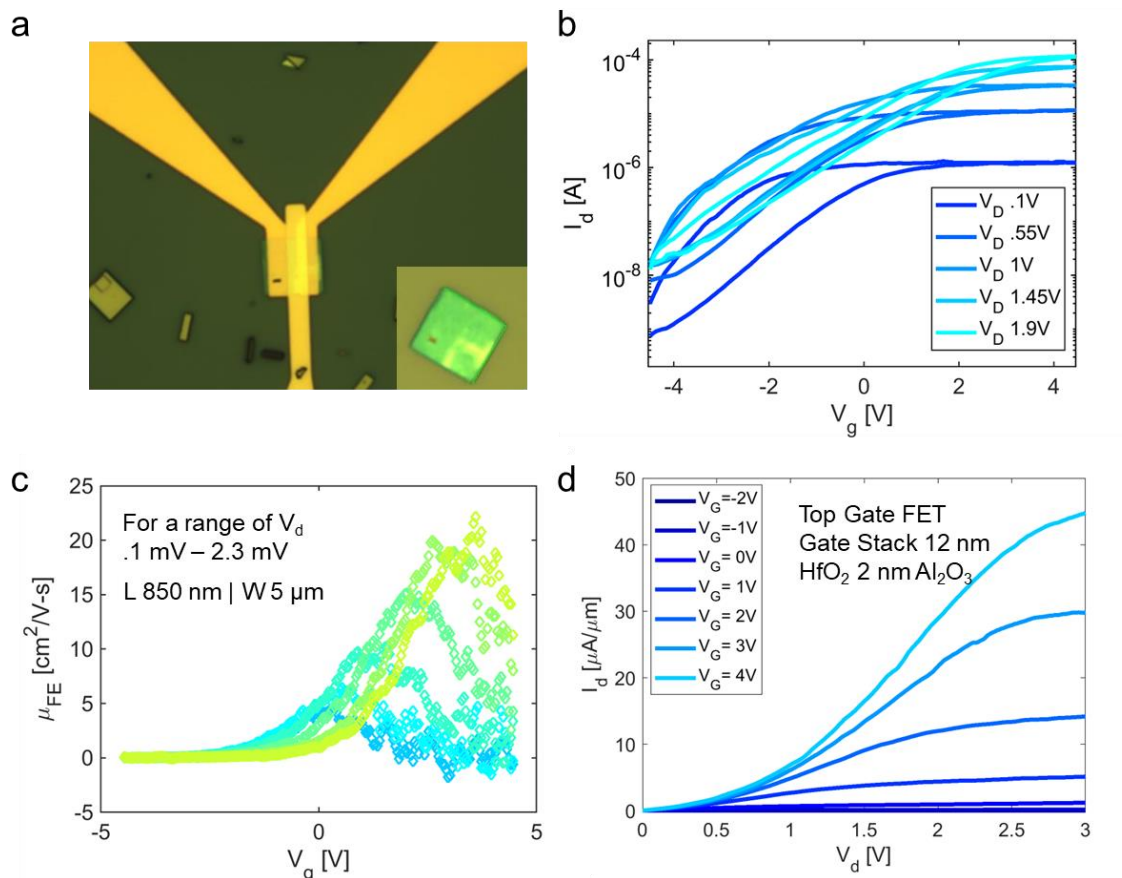 a
b
10^-4
10^-6
10^-8
I_d [A]
-4 -2 0 2 4
V_g [V]
V_D .1V
V_D .55V
V_D 1V
V_D 1.45V
V_D 1.9V
c
25
20
15
10
5
0
-5
μ_FE [cm^2/V-s]
For a range of V_d
.1 mV – 2.3 mV
L 850 nm | W 5 μm
-5 0 5
V_g [V]
d
50
40
30
20
10
0
I_d [μA/μm]
V_G=-2V
V_G=-1V
V_G= 0V
V_G= 1V
V_G= 2V
V_G= 3V
V_G= 4V
Top Gate FET
Gate Stack 12 nm
HfO_2 2 nm Al_2O_3
0 0.5 1 1.5 2 2.5 3
V_d [V]